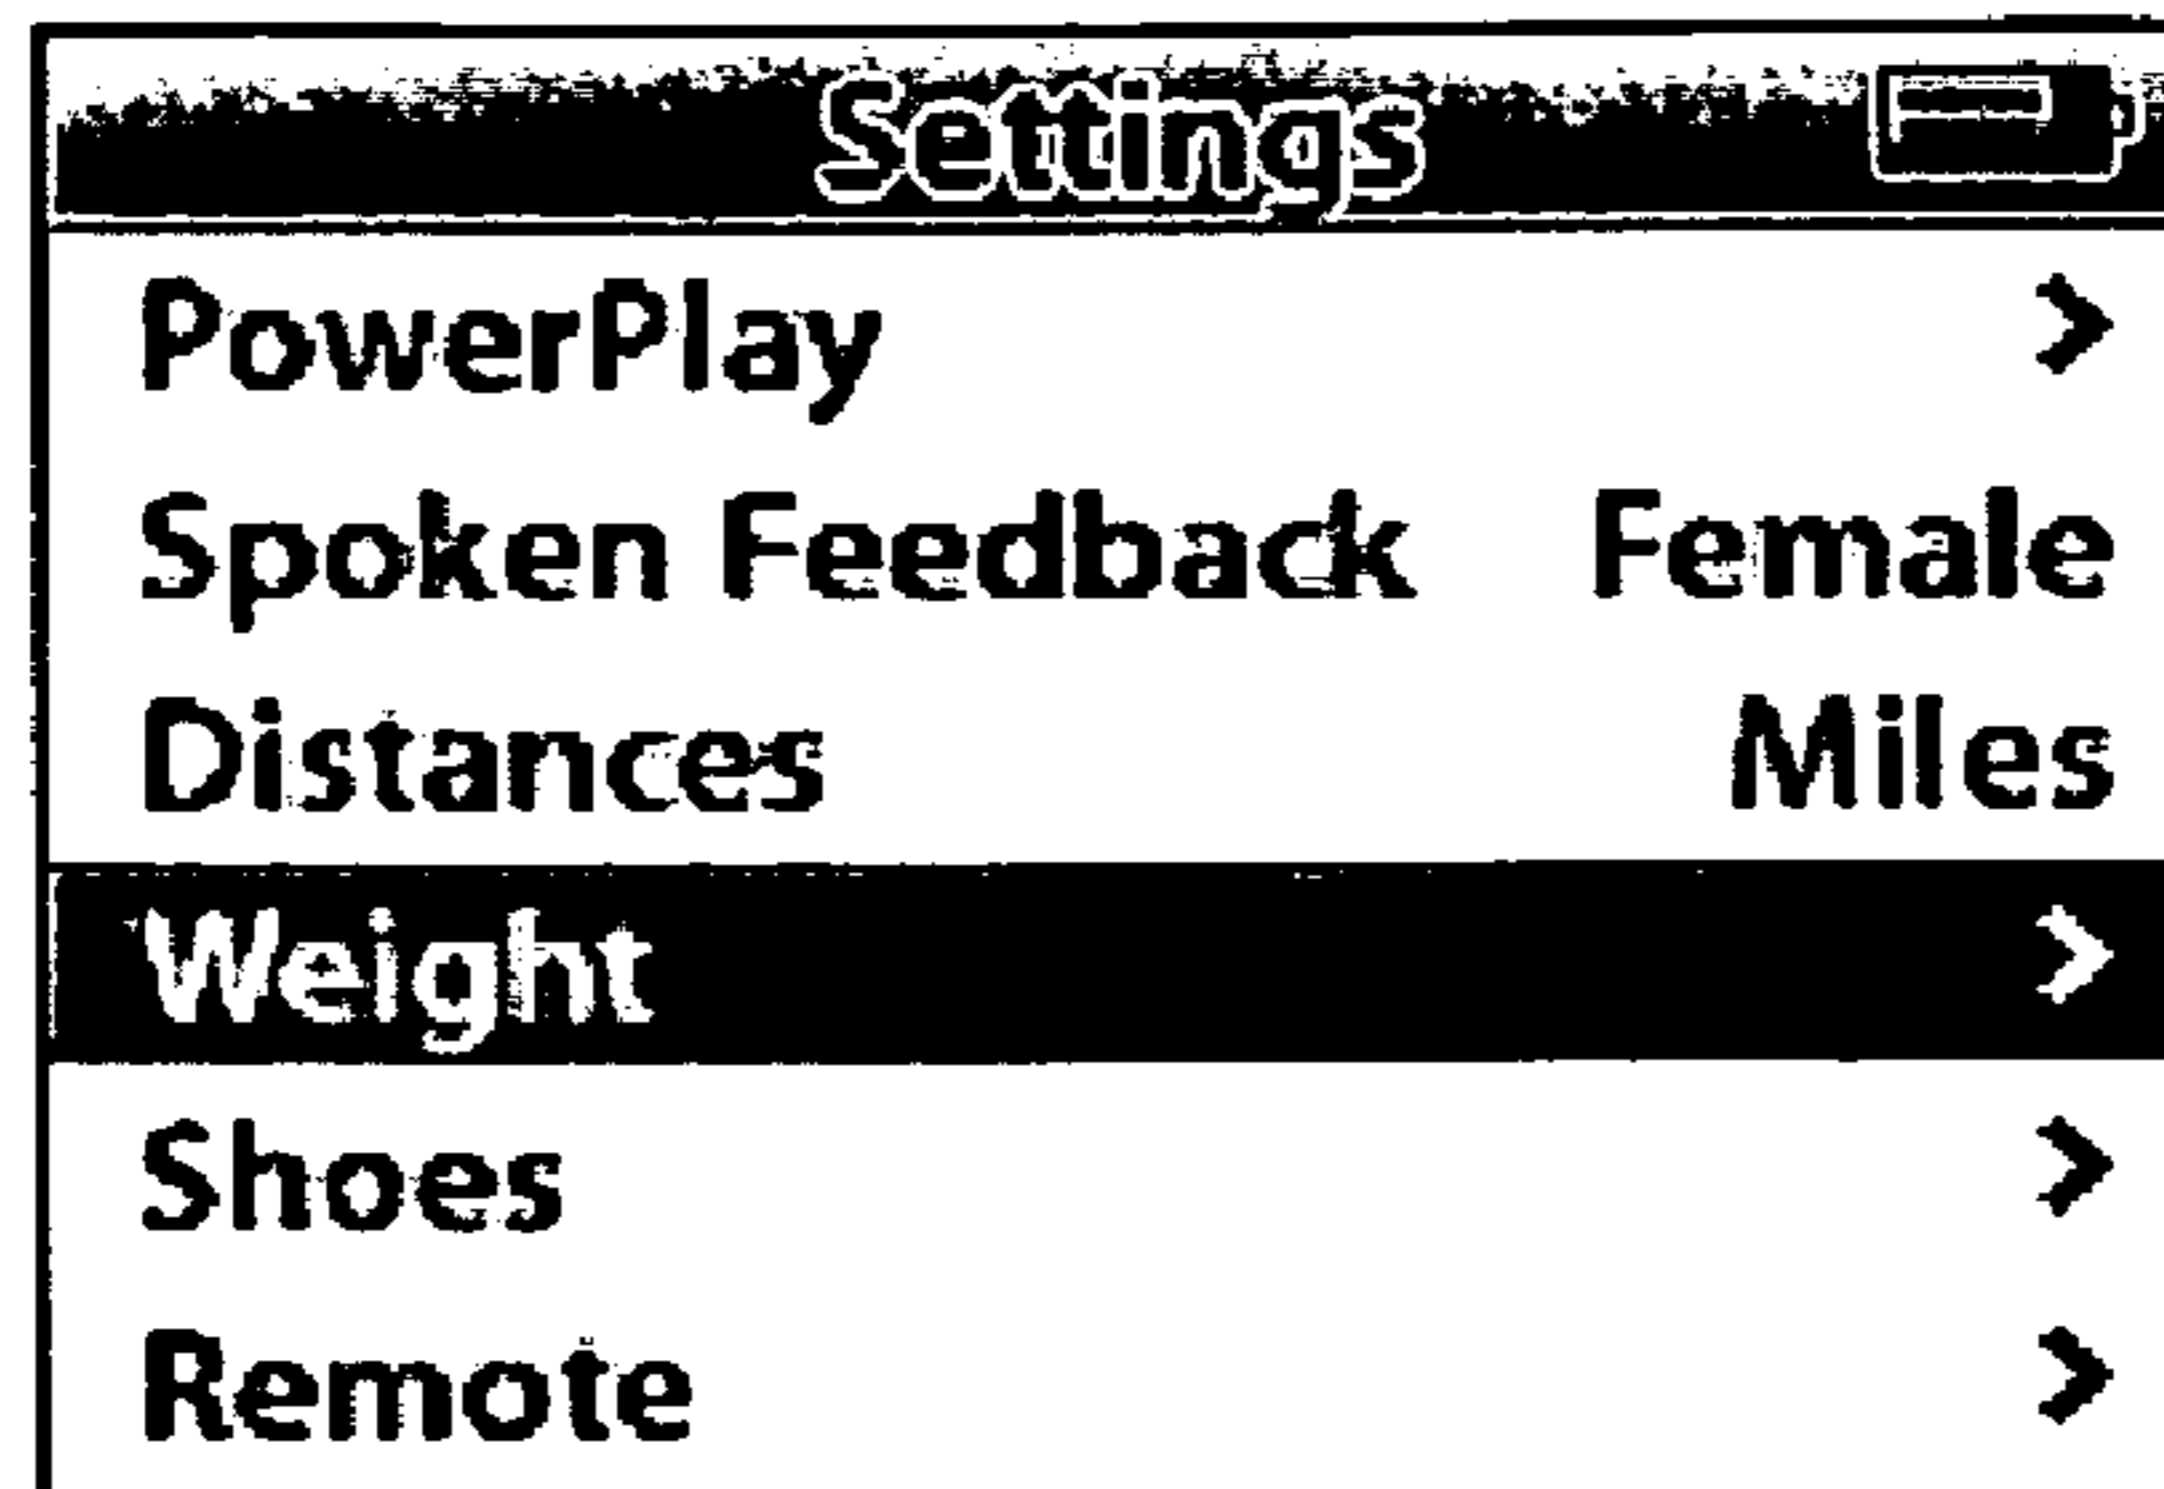 Settings
PowerPlay >
Spoken Feedback Female
Distances Miles
Weight >
Shoes >
Remote >